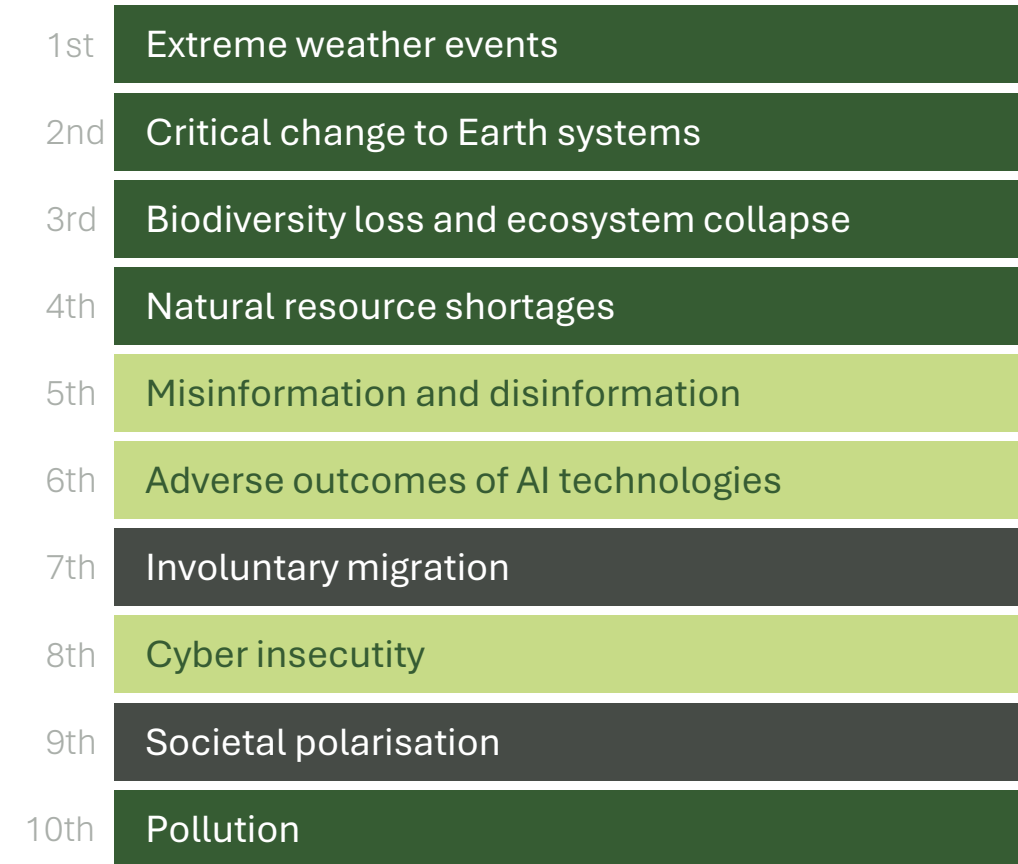 1st Extreme weather events
2nd Critical change to Earth systems
3rd Biodiversity loss and ecosystem collapse
4th Natural resource shortages
5th Misinformation and disinformation
6th Adverse outcomes of AI technologies
7th Involuntary migration
8th Cyber insecutity
9th Societal polarisation
10th Pollution